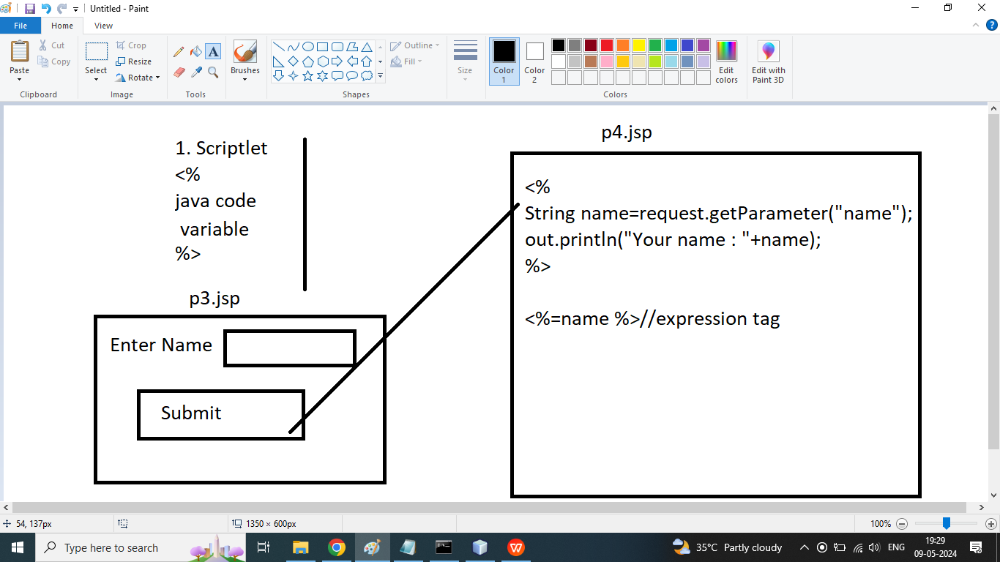 Untitled - Paint
File
Home
View
Paste
Cut
Copy
Clipboard
Select
Crop
Resize
Rotate
Image
A
Tools
Brushes
Outline
Fill
Shapes
Size
Color 1
Color 2
Edit colors
Colors
Edit with Paint 3D
1. Scriptlet
<%
java code
variable
%>
p3.jsp
Enter Name
Submit
p4.jsp
<%
String name=request.getParameter("name");
out.println("Your name : "+name);
%>
<%=name %>//expression tag
54, 137px
1350 × 600px
100%
Type here to search
35°C Partly cloudy
ENG
19:29
09-05-2024